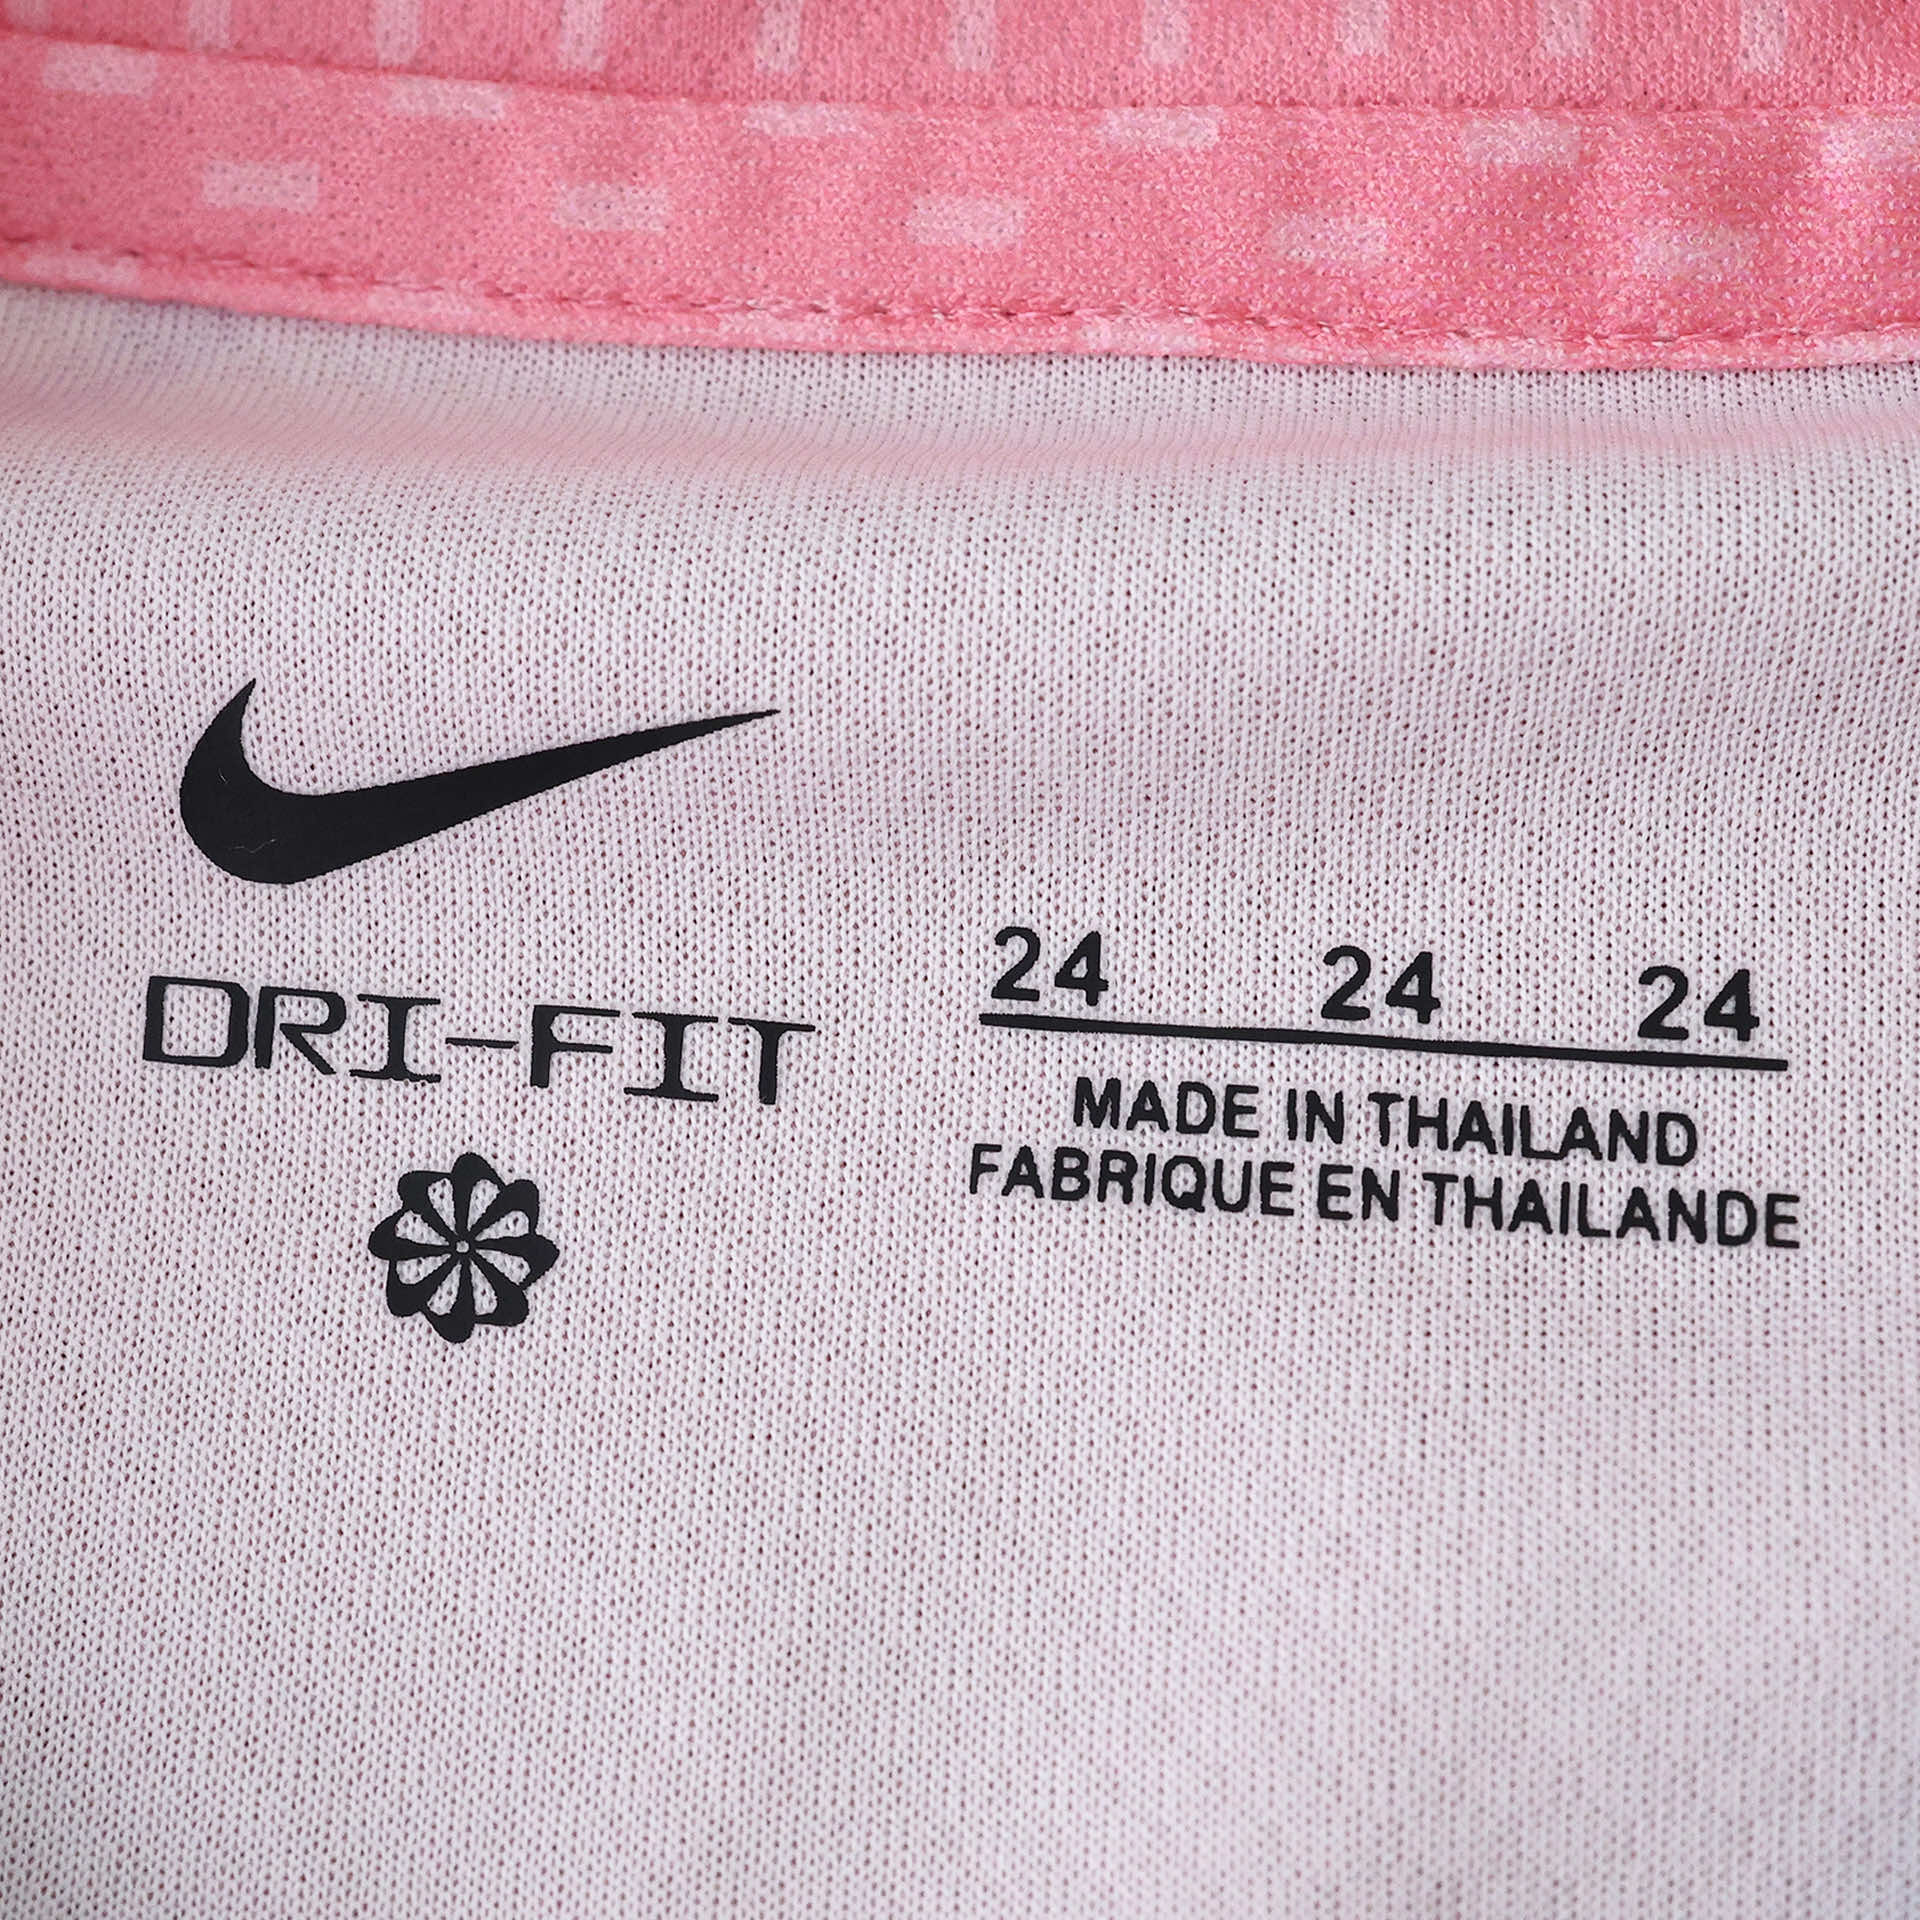 DRI-FIT
24 24 24
MADE IN THAILAND
FABRIQUE EN THAILANDE